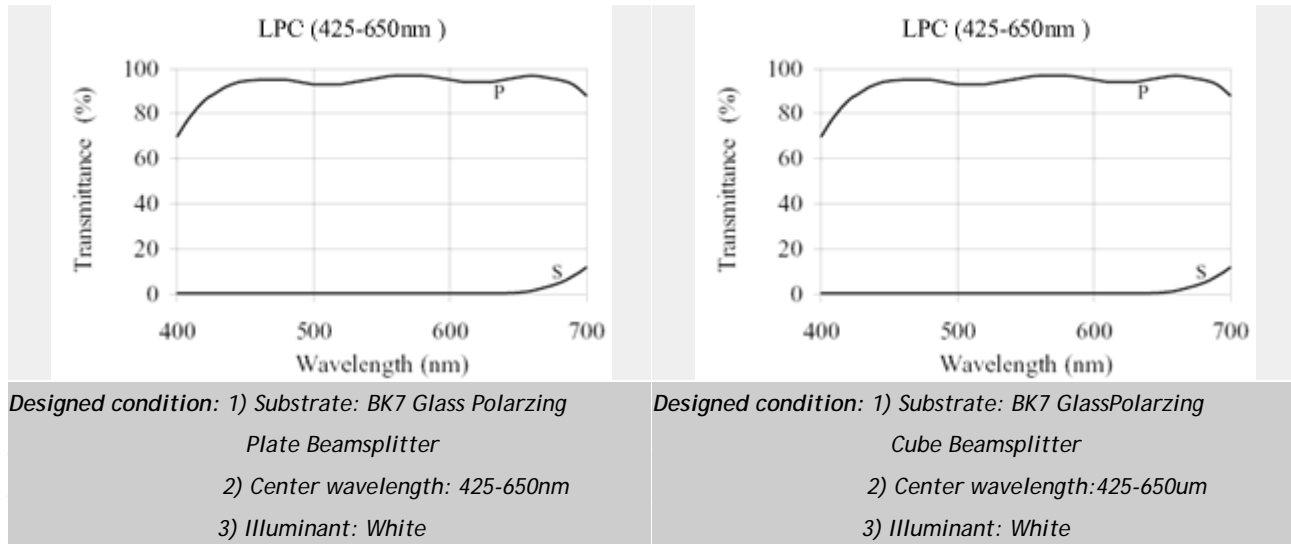 LPC (425-650nm )
100
80
60
40
20
0
Transmittance (%)
P
S
400 500 600 700
Wavelength (nm)
Designed condition: 1) Substrate: BK7 Glass Polarzing
Plate Beamsplitter
2) Center wavelength: 425-650nm
3) Illuminant: White
LPC (425-650nm )
100
80
60
40
20
0
Transmittance (%)
P
S
400 500 600 700
Wavelength (nm)
Designed condition: 1) Substrate: BK7 GlassPolarzing
Cube Beamsplitter
2) Center wavelength:425-650um
3) Illuminant: White